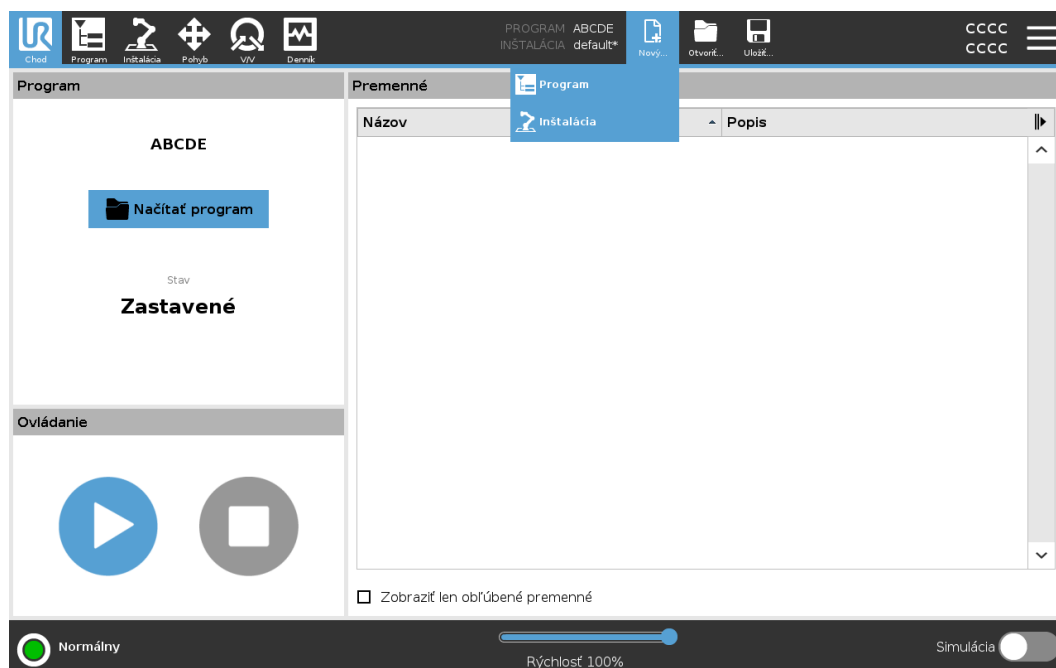 UR
Chod
Program
Inštalácia
Pohyb
V/V
Denník
PROGRAM ABCDE
INŠTALÁCIA default*
Nový...
Otvoriť...
Uložiť...
CCCC
CCCC
Program
Inštalácia
Program
ABCDE
Načítať program
Stav
Zastavené
Ovládanie
Premenné
Názov
Popis
Zobraziť len obľúbené premenné
Normálny
Rýchlosť 100%
Simulácia